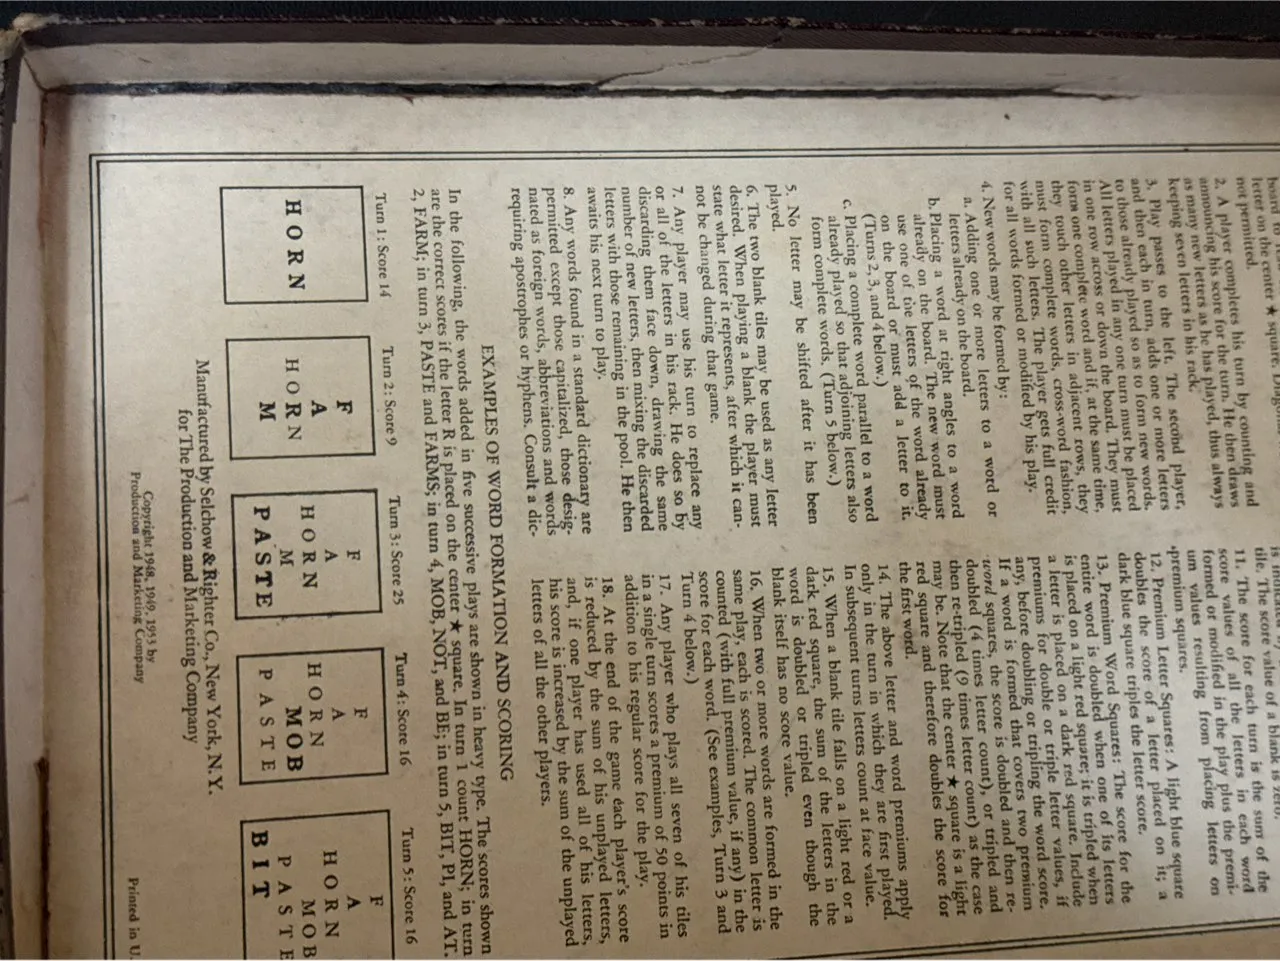 letter on the center ★ square.
not permitted.
2. A player completes his turn by counting and
announcing his score for the turn. He then draws
as many new letters as he has played, thus always
keeping seven letters in his rack.
3. Play passes to the left. The second player,
and then each in turn, adds one or more letters
to those already played so as to form new words.
All letters played in any one turn must be placed
in one row across or down the board. They must
form one complete word and if, at the same time,
they touch other letters in adjacent rows, they
must form complete words, cross-word fashion,
with all such letters. The player gets full credit
for all words formed or modified by his play.
4. New words may be formed by:
a. Adding one or more letters to a word or
letters already on the board.
b. Placing a word at right angles to a word
already on the board. The new word must
use one of the letters of the word already
on the board or must add a letter to it.
(Turns 2, 3, and 4 below.)
c. Placing a complete word parallel to a word
already played so that adjoining letters also
form complete words. (Turn 5 below.)
5. No letter may be shifted after it has been
played.
6. The two blank tiles may be used as any letter
desired. When playing a blank the player must
state what letter it represents, after which it can-
not be changed during that game.
7. Any player may use his turn to replace any
or all of the letters in his rack. He does so by
discarding them face down, drawing the same
number of new letters, then mixing the discarded
letters with those remaining in the pool. He then
awaits his next turn to play.
8. Any words found in a standard dictionary are
permitted except those capitalized, those desig-
nated as foreign words, abbreviations and words
requiring apostrophes or hyphens. Consult a dic-
tile. The score value of a blank is zero,
11. The score for each turn is the sum of the
score values of all the letters in each word
formed or modified in the play plus the premi-
um values resulting from placing letters on
premium squares.
12. Premium Letter Squares: A light blue square
doubles the score of a letter placed on it; a
dark blue square triples the letter score.
13. Premium Word Squares: The score for the
entire word is doubled when one of its letters
is placed on a light red square; it is tripled when
a letter is placed on a dark red square. Include
premiums for double or triple letter values, if
any, before doubling or tripling the word score.
If a word is formed that covers two premium
word squares, the score is doubled and then re-
doubled (4 times letter count), or tripled and
then re-tripled (9 times letter count) as the case
may be. Note that the center ★ square is a light
red square and therefore doubles the score for
the first word.
14. The above letter and word premiums apply
only in the turn in which they are first played.
In subsequent turns letters count at face value.
15. When a blank tile falls on a light red or a
dark red square, the sum of the letters in the
word is doubled or tripled even though the
blank itself has no score value.
16. When two or more words are formed in the
same play, each is scored. The common letter is
counted (with full premium value, if any) in the
score for each word. (See examples, Turn 3 and
Turn 4 below.)
17. Any player who plays all seven of his tiles
in a single turn scores a premium of 50 points in
addition to his regular score for the play.
18. At the end of the game each player's score
is reduced by the sum of his unplayed letters,
and, if one player has used all of his letters,
his score is increased by the sum of the unplayed
letters of all the other players.
EXAMPLES OF WORD FORMATION AND SCORING
In the following, the words added in five successive plays are shown in heavy type. The scores shown
are the correct scores if the letter R is placed on the center ★ square. In turn 1 count HORN; in turn
2, FARM; in turn 3, PASTE and FARMS; in turn 4, MOB, NOT, and BE; in turn 5, BIT, PI, and AT.
Turn 1: Score 14
HORN
Turn 2: Score 9
F
A
HORN
M
Turn 3: Score 25
F
A
HORN
M
PASTE
Turn 4: Score 16
F
A
HORN
MOB
PASTE
Turn 5: Score 16
F
A
HORN
MOB
PASTE
BIT
Manufactured by Selchow & Righter Co., New York, N.Y.
for The Production and Marketing Company
Copyright 1948, 1949, 1953 by
Production and Marketing Company
Printed in U.